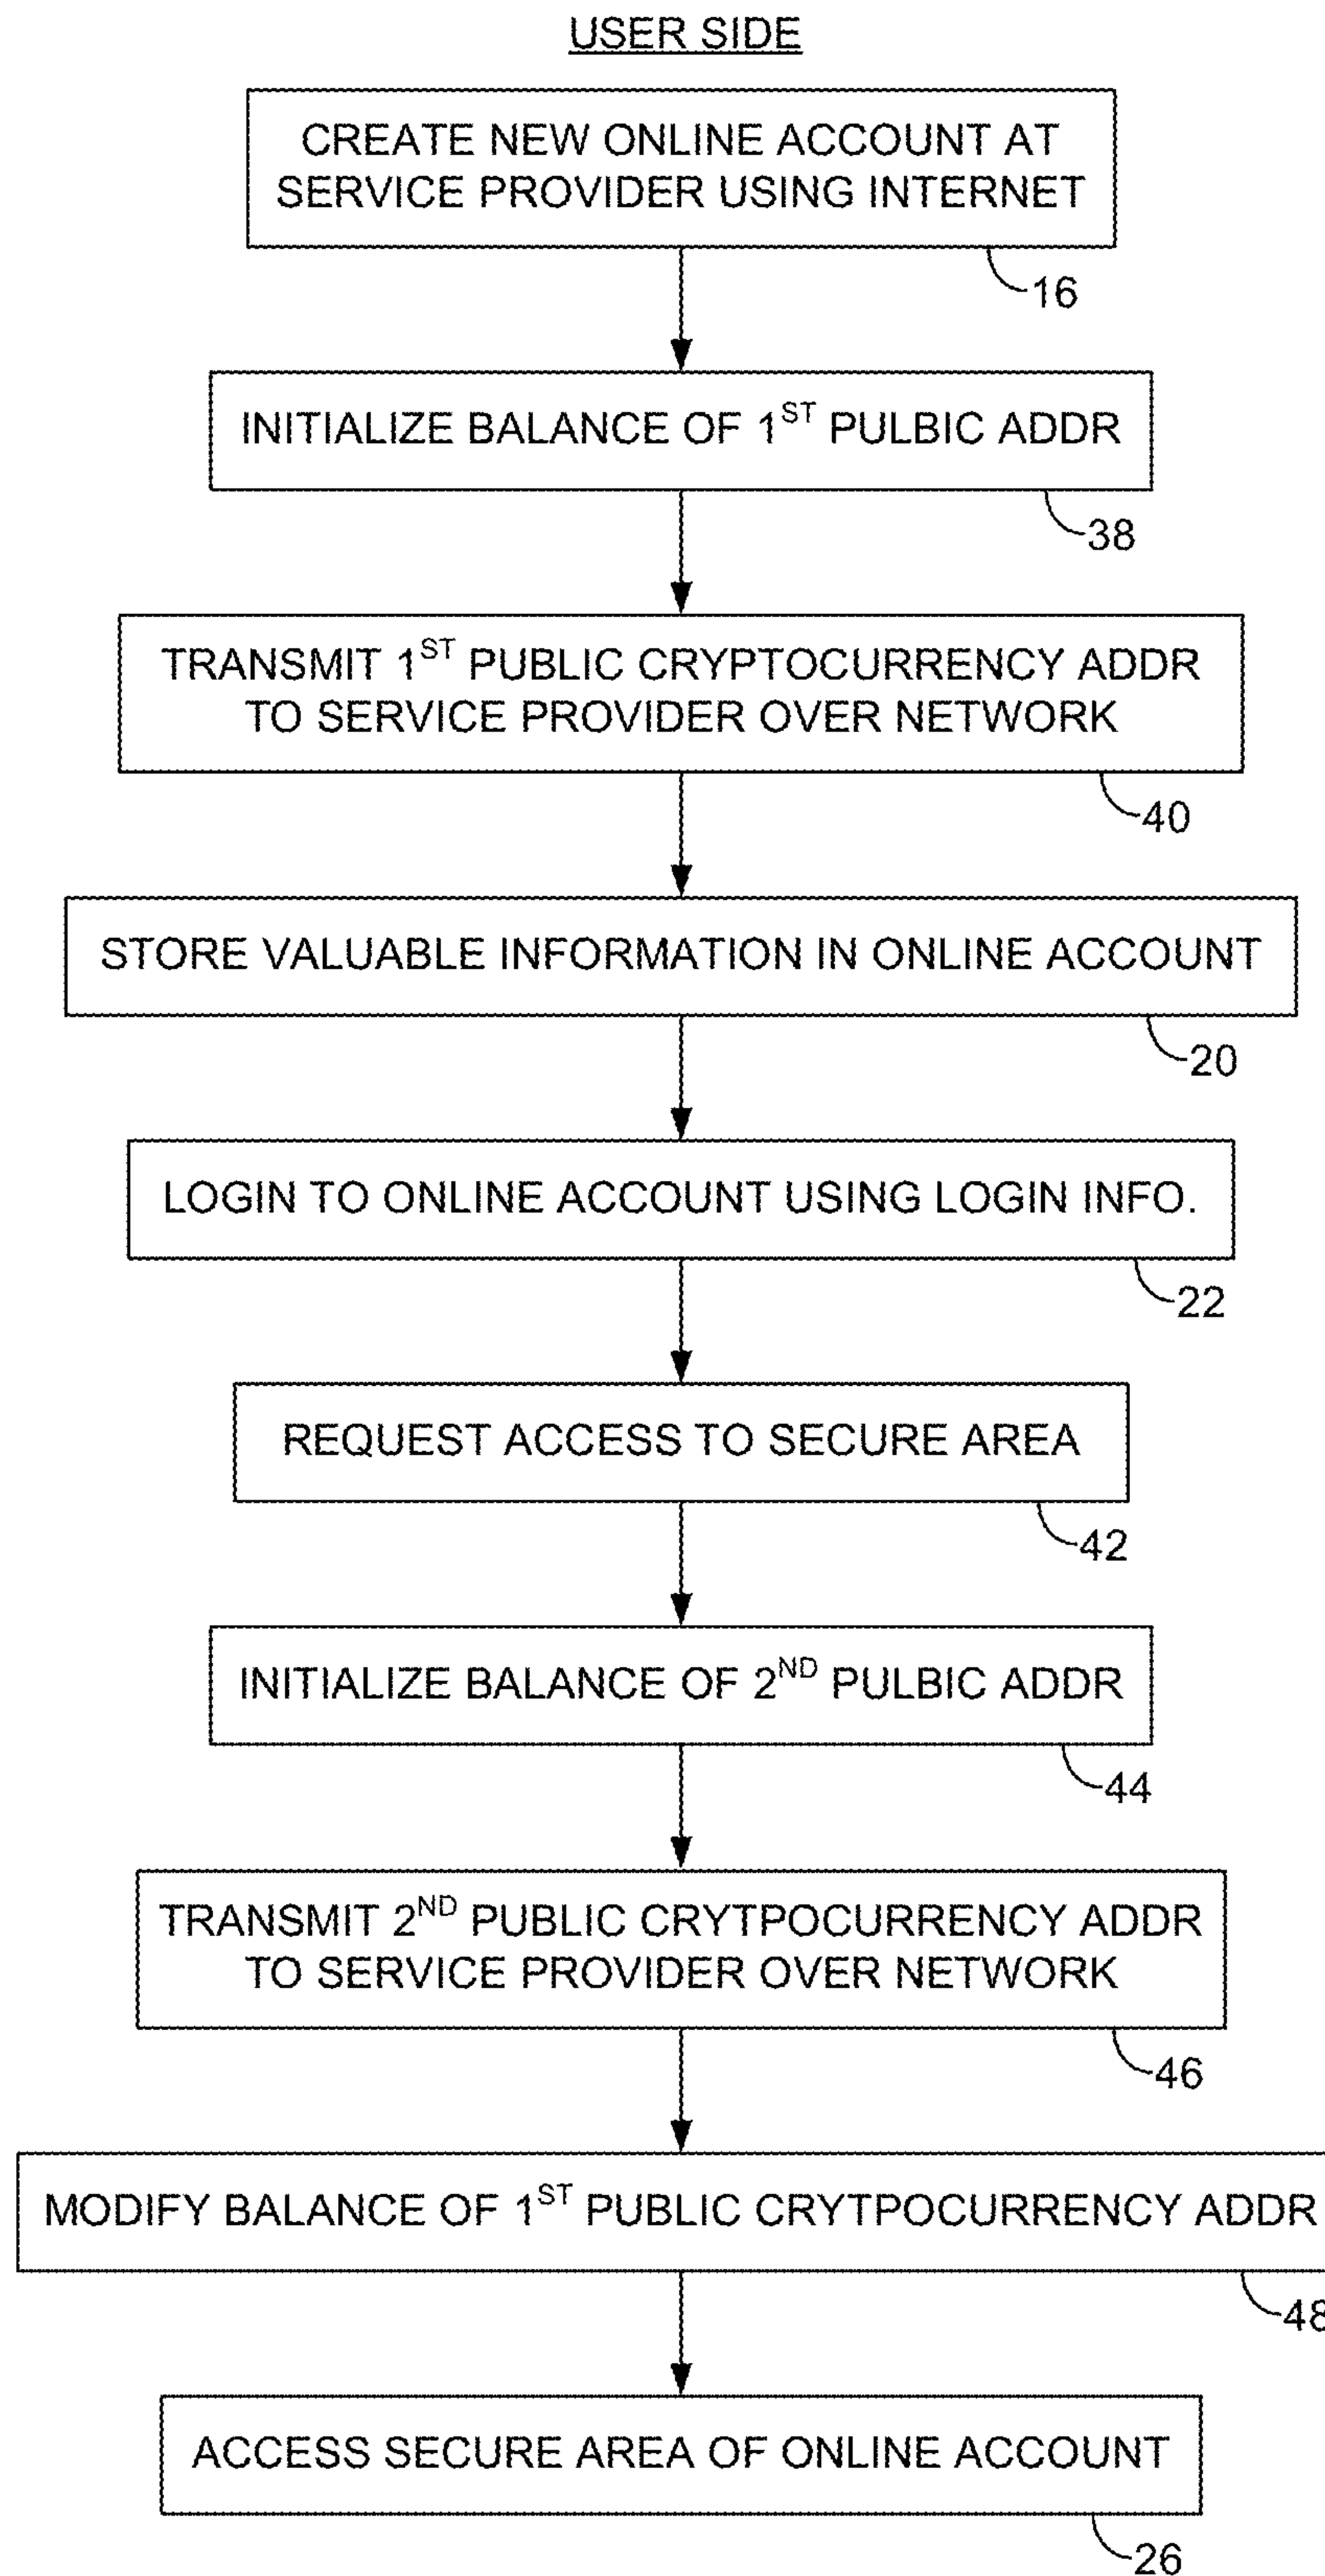 USER SIDE
CREATE NEW ONLINE ACCOUNT AT
SERVICE PROVIDER USING INTERNET
16
INITIALIZE BALANCE OF 1ST PULBIC ADDR
38
TRANSMIT 1ST PUBLIC CRYPTOCURRENCY ADDR
TO SERVICE PROVIDER OVER NETWORK
40
STORE VALUABLE INFORMATION IN ONLINE ACCOUNT
20
LOGIN TO ONLINE ACCOUNT USING LOGIN INFO.
22
REQUEST ACCESS TO SECURE AREA
42
INITIALIZE BALANCE OF 2ND PULBIC ADDR
44
TRANSMIT 2ND PUBLIC CRYTPOCURRENCY ADDR
TO SERVICE PROVIDER OVER NETWORK
46
MODIFY BALANCE OF 1ST PUBLIC CRYTPOCURRENCY ADDR
48
ACCESS SECURE AREA OF ONLINE ACCOUNT
26